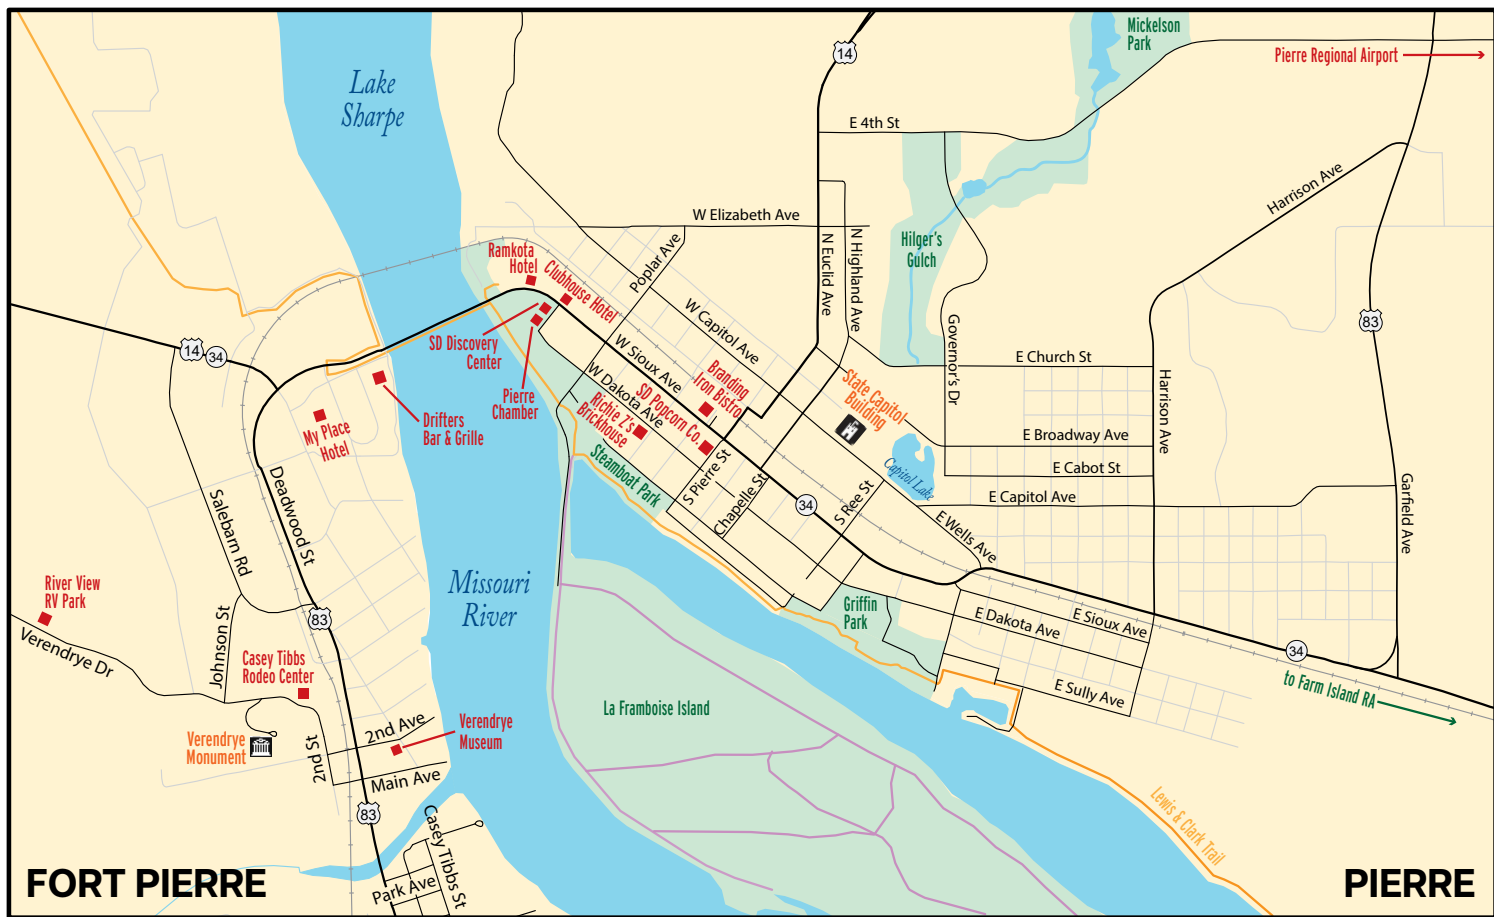 Lake
Sharpe
14
Mickelson
Park
Pierre Regional Airport
E 4th St
Harrison Ave
W Elizabeth Ave
Hilger's
Gulch
N Euclid Ave
N Highland Ave
Poplar Ave
Ramkota
Hotel
Clubhouse Hotel
W Capitol Ave
Governor's Dr
83
14
34
SD Discovery
Center
W Sioux Ave
E Church St
Pierre
Chamber
W Dakota Ave
Branding
Iron Bistro
State Capitol
Building
Harrison Ave
Drifters
Bar & Grille
My Place
Hotel
Richie Z's
Brickhouse
SD Popcorn Co.
E Broadway Ave
Steamboat Park
S Pierre St
Capitol Lake
E Cabot St
Deadwood St
Salebarn Rd
Chapelle St
34
S Ree St
E Capitol Ave
E Wells Ave
Garfield Ave
River View
RV Park
Missouri
River
83
Griffin
Park
E Dakota Ave
E Sioux Ave
Verendrye Dr
Johnson St
Casey Tibbs
Rodeo Center
34
to Farm Island RA
E Sully Ave
La Framboise Island
Verendrye
Monument
2nd St
2nd Ave
Verendrye
Museum
Main Ave
83
Casey Tibbs St
Lewis & Clark Trail
Park Ave
FORT PIERRE
PIERRE